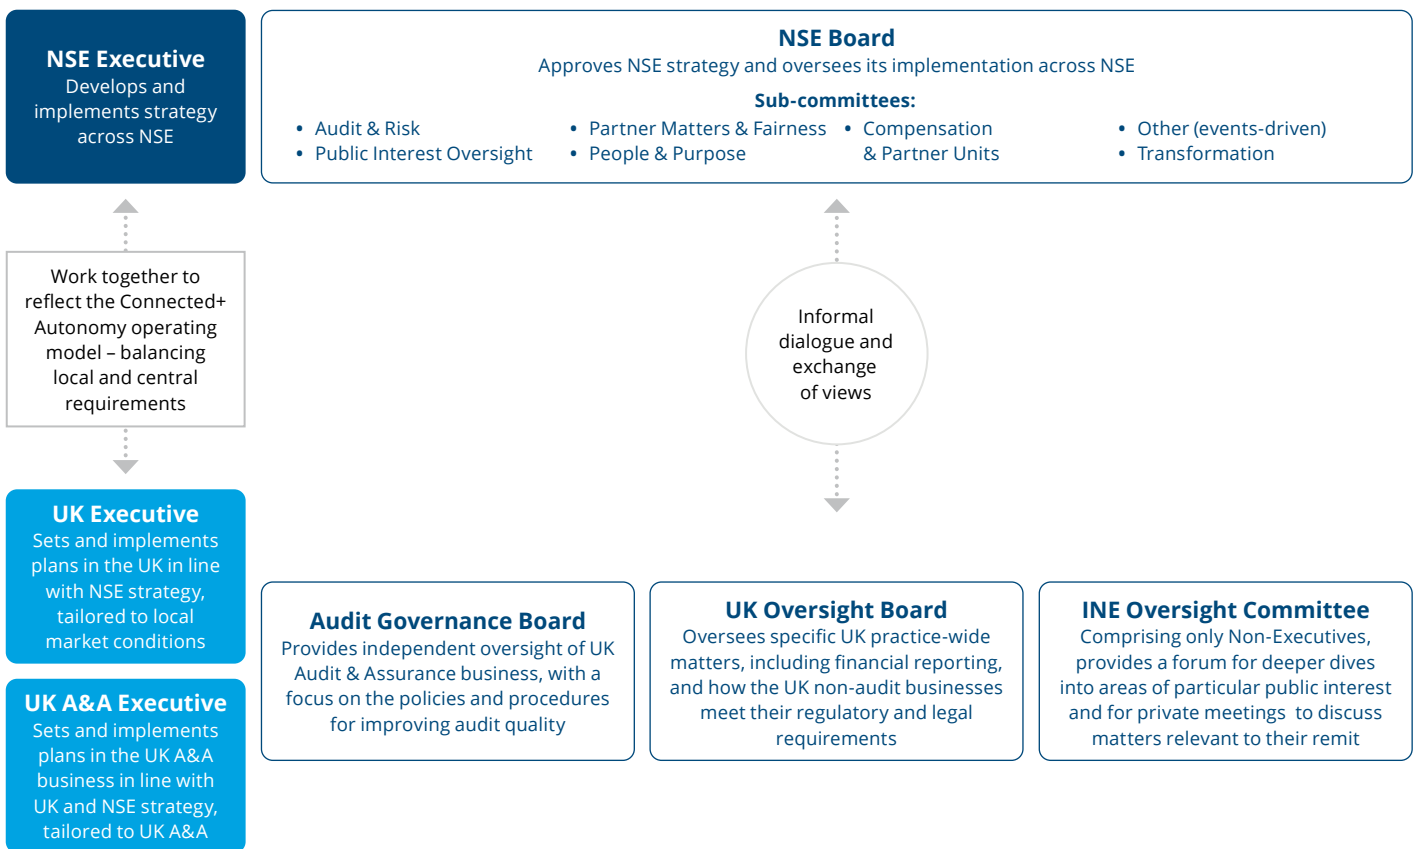 NSE Executive
Develops and
implements strategy
across NSE
NSE Board
Approves NSE strategy and oversees its implementation across NSE
Sub-committees:
• Audit & Risk
• Public Interest Oversight
• Partner Matters & Fairness
• People & Purpose
• Compensation
& Partner Units
• Other (events-driven)
• Transformation
Work together to
reflect the Connected+
Autonomy operating
model – balancing
local and central
requirements
Informal
dialogue and
exchange
of views
UK Executive
Sets and implements
plans in the UK in line
with NSE strategy,
tailored to local
market conditions
UK A&A Executive
Sets and implements
plans in the UK A&A
business in line with
UK and NSE strategy,
tailored to UK A&A
Audit Governance Board
Provides independent oversight of UK
Audit & Assurance business, with a
focus on the policies and procedures
for improving audit quality
UK Oversight Board
Oversees specific UK practice-wide
matters, including financial reporting,
and how the UK non-audit businesses
meet their regulatory and legal
requirements
INE Oversight Committee
Comprising only Non-Executives,
provides a forum for deeper dives
into areas of particular public interest
and for private meetings  to discuss
matters relevant to their remit